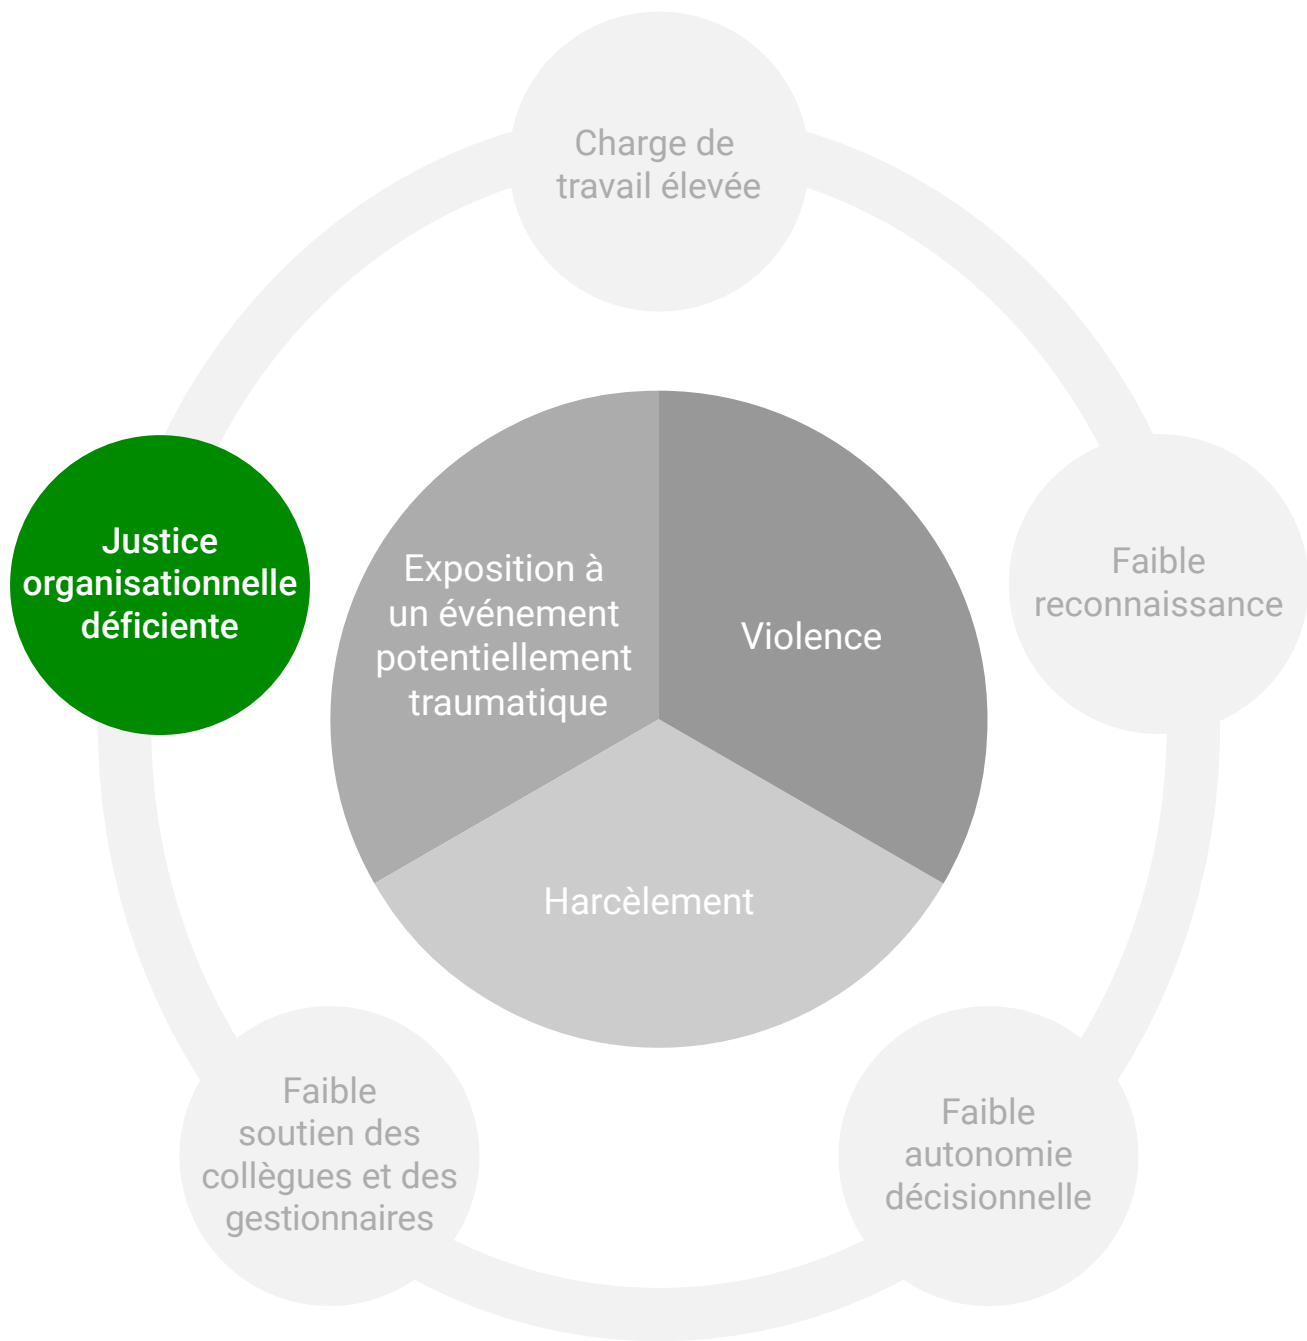 Charge de
travail élevée
Justice
organisationnelle
déficiente
Exposition à
un événement
potentiellement
traumatique
Violence
Faible
reconnaissance
Harcèlement
Faible
soutien des
collègues et des
gestionnaires
Faible
autonomie
décisionnelle